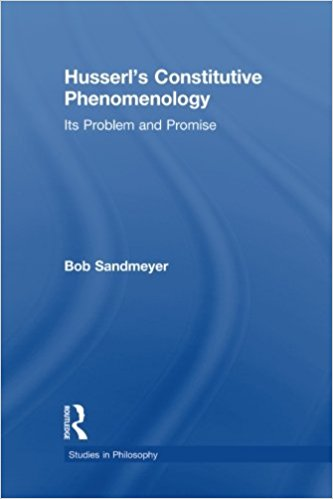 Husserl's Constitutive
Phenomenology
Its Problem and Promise
Bob Sandmeyer
ROUTLEDGE
Studies in Philosophy